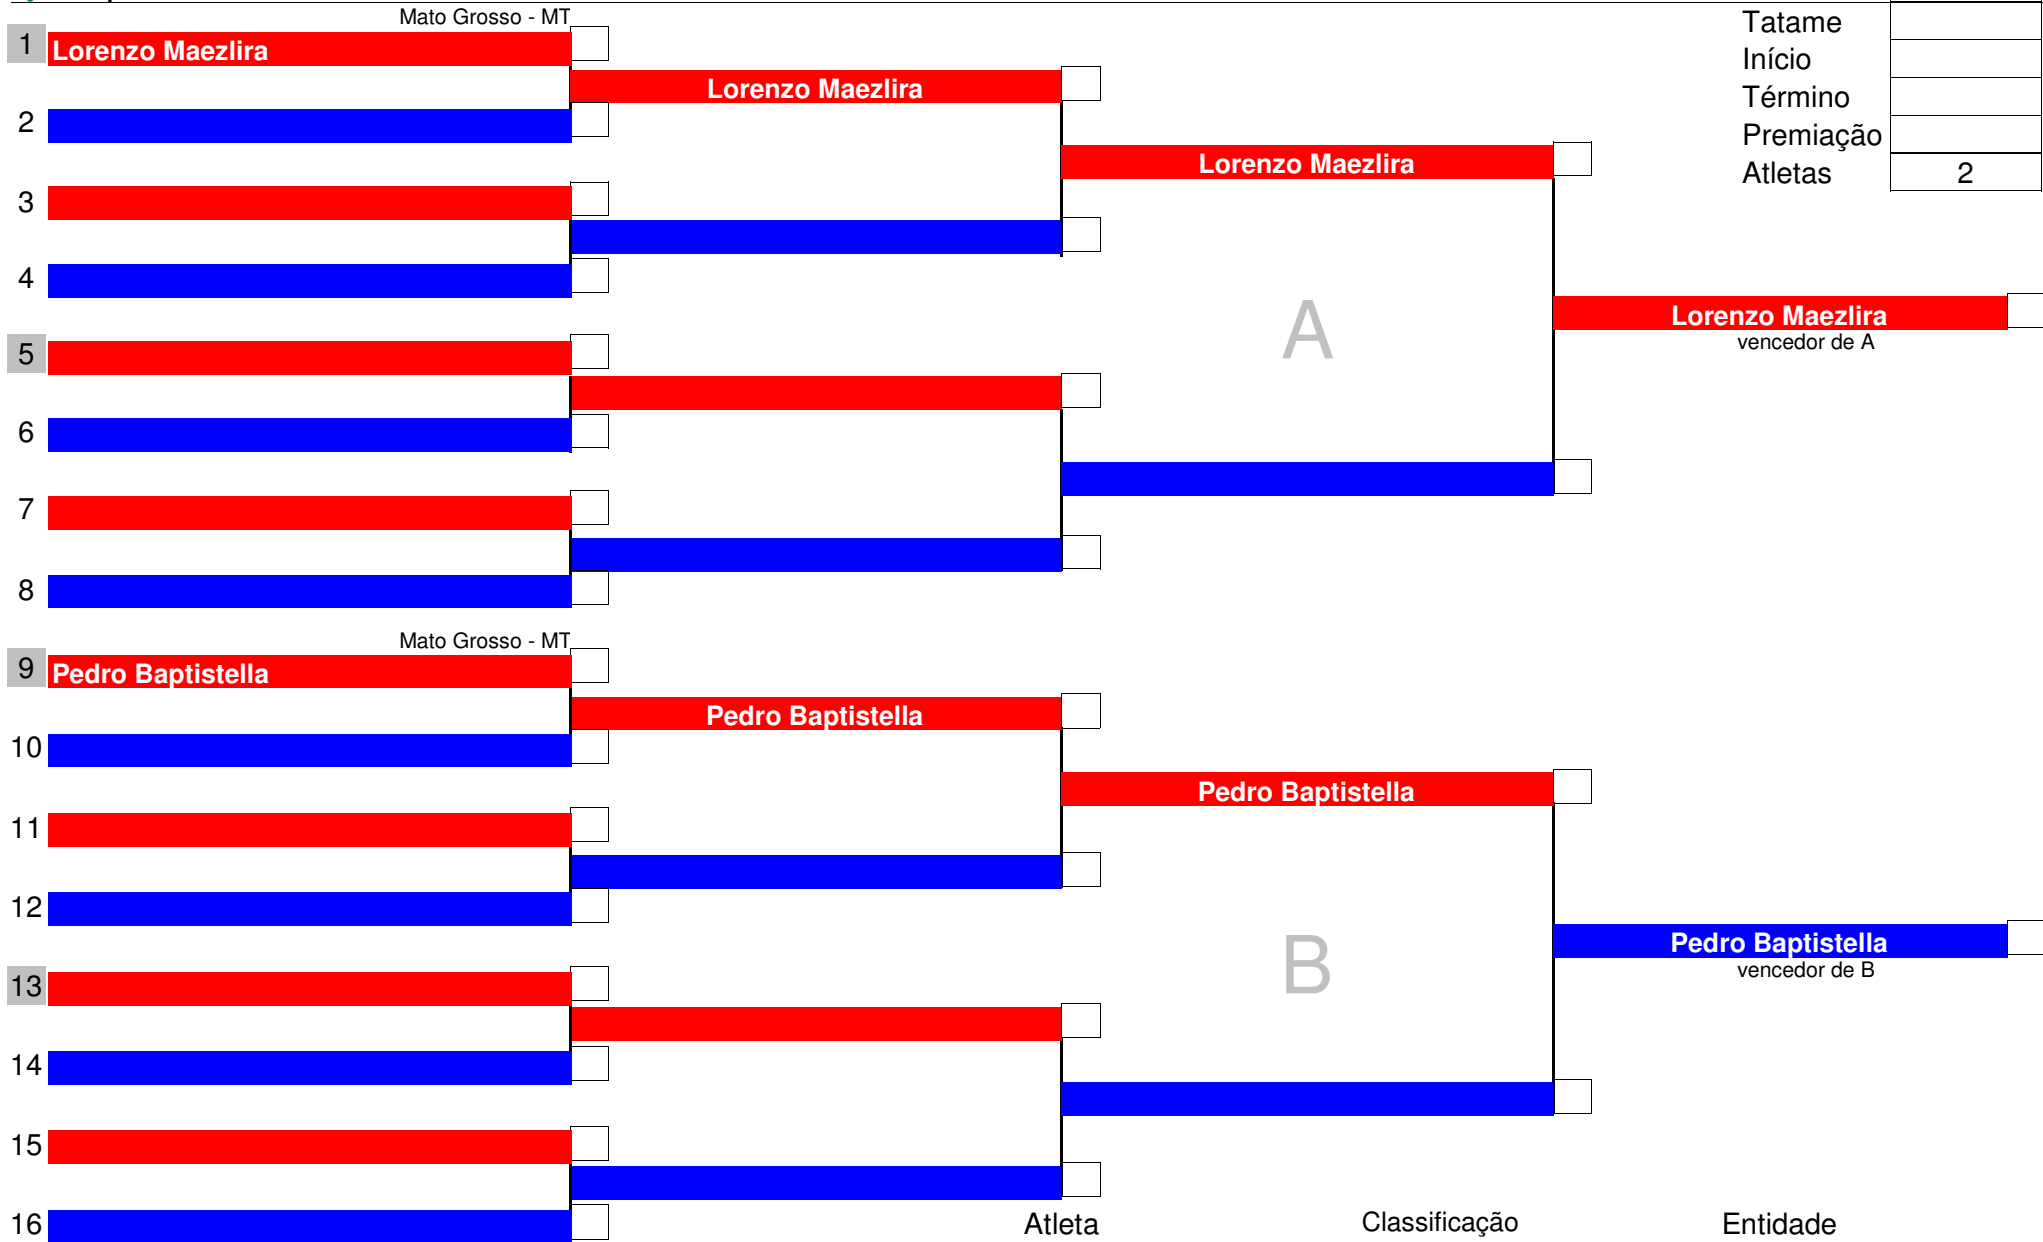 Mato Grosso - MT
1 Lorenzo Maezlira
Lorenzo Maezlira
2
Lorenzo Maezlira
3
4
Lorenzo Maezlira
vencedor de A
A
5
6
7
8
Tatame
Início
Término
Premiação
Atletas 2
Mato Grosso - MT
9 Pedro Baptistella
Pedro Baptistella
10
Pedro Baptistella
11
12
Pedro Baptistella
vencedor de B
B
13
14
15
16
Atleta Classificação Entidade